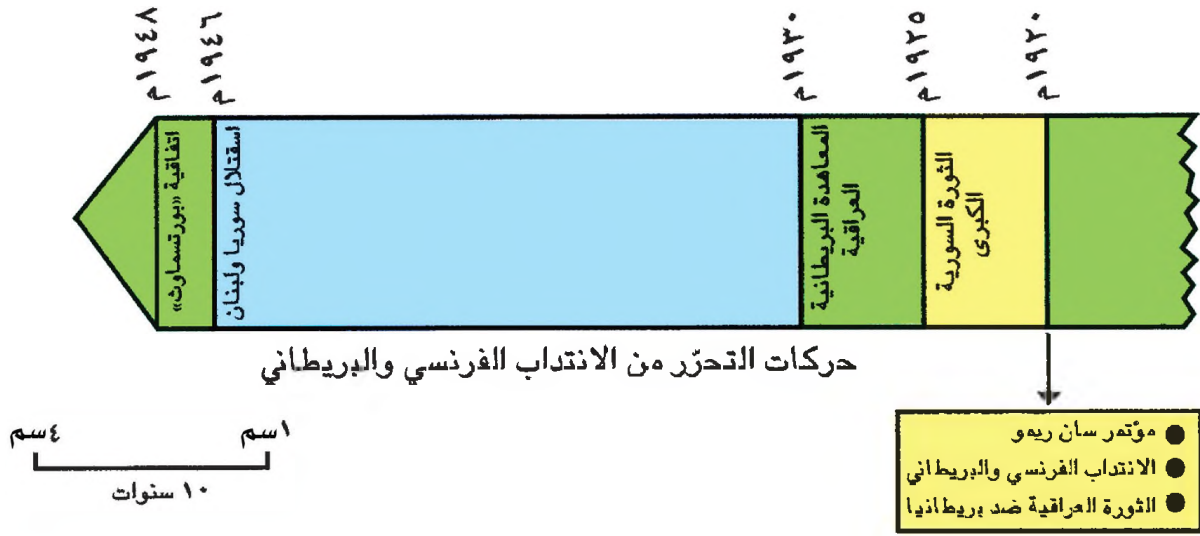 ١٩٢٠م
١٩٢٥م
١٩٣٠م
١٩٤٦م
١٩٤٨م
الثورة السورية
الكبرى
المعاهدة البريطانية
العراقية
اسقتلال سوريا ولبنان
اتفاقية «بورتسماوث»
حركات التحرّر من الانتداب الفرنسي والبريطاني
● مؤتمر سان ريمو
● الانتداب الفرنسي والبريطاني
● الثورة العراقية ضد بريطانيا
١سم
٤سم
١٠ سنوات